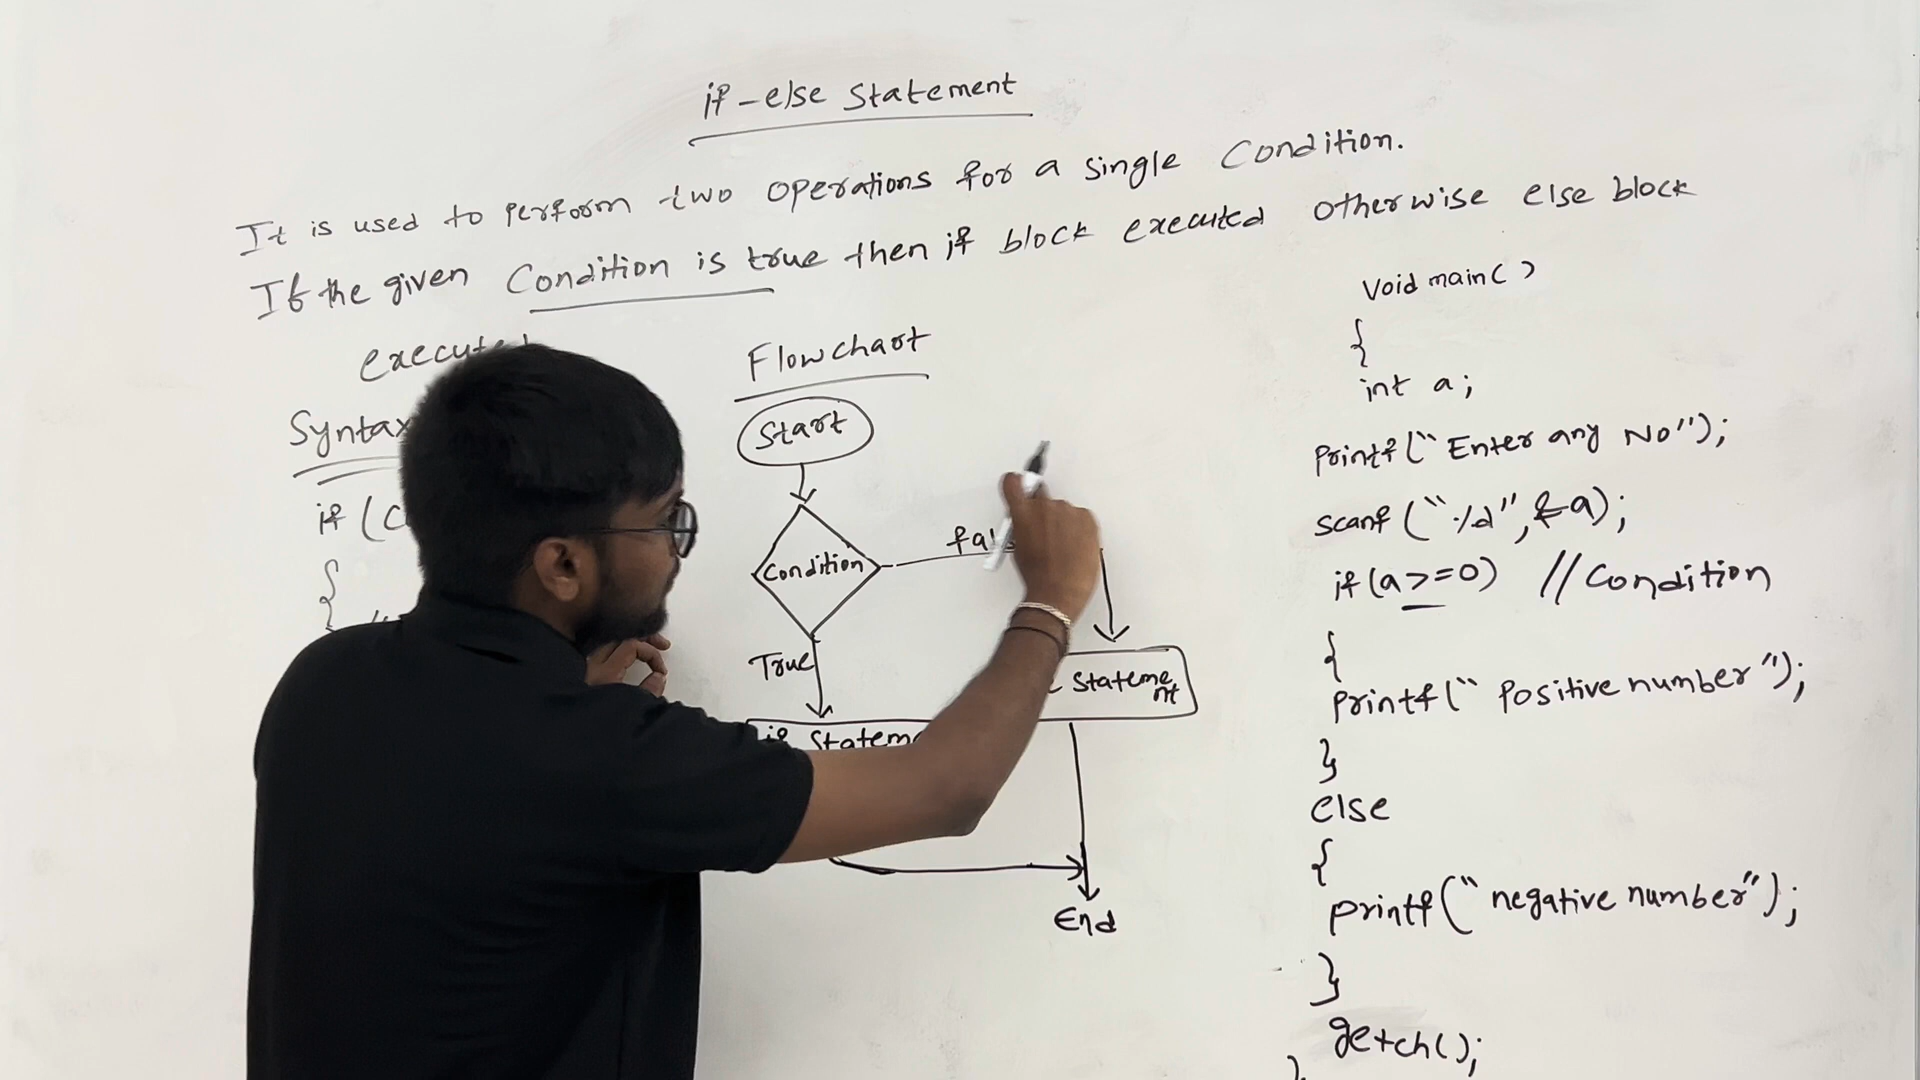 if-else Statement
It is used to perform two operations for a single Condition.
If the given Condition is true then if block executed otherwise else block
executed
Syntax
if (C
{
Flowchart
Start
Condition
True
if
else
Stateme
nt
End
Void main( )
{
int a;
Printf("Enter any No");
scanf ("%d",&a);
if(a>=0) //Condition
{
Printf(" Positive number");
}
else
{
printf(" negative number");
}
getch();
}